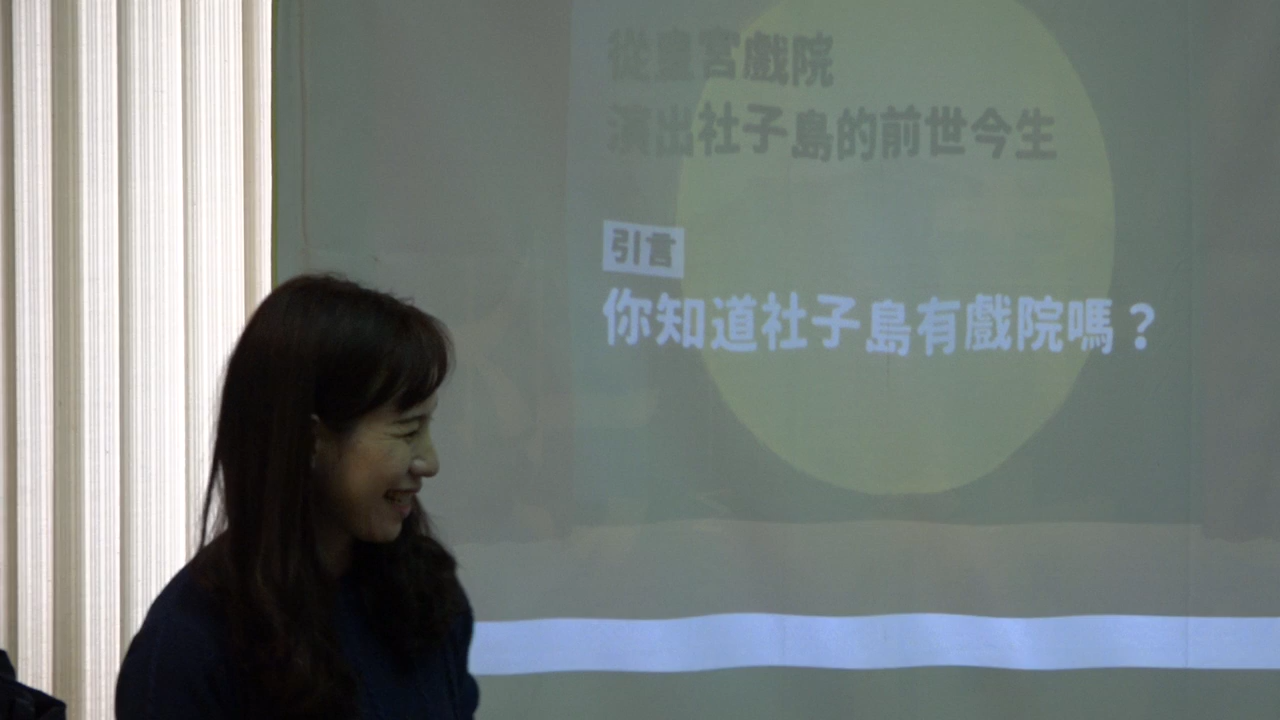 從豐宮戲院
演出社子島的前世今生
引言
你知道社子島有戲院嗎？